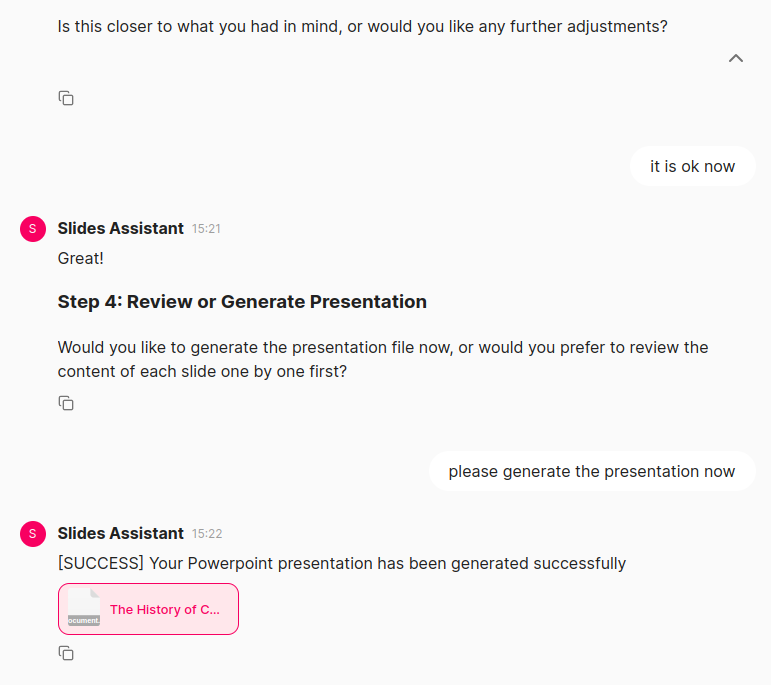 Is this closer to what you had in mind, or would you like any further adjustments?
it is ok now
S
Slides Assistant 15:21
Great!
Step 4: Review or Generate Presentation
Would you like to generate the presentation file now, or would you prefer to review the
content of each slide one by one first?
please generate the presentation now
S
Slides Assistant 15:22
[SUCCESS] Your Powerpoint presentation has been generated successfully
ocument.
The History of C...